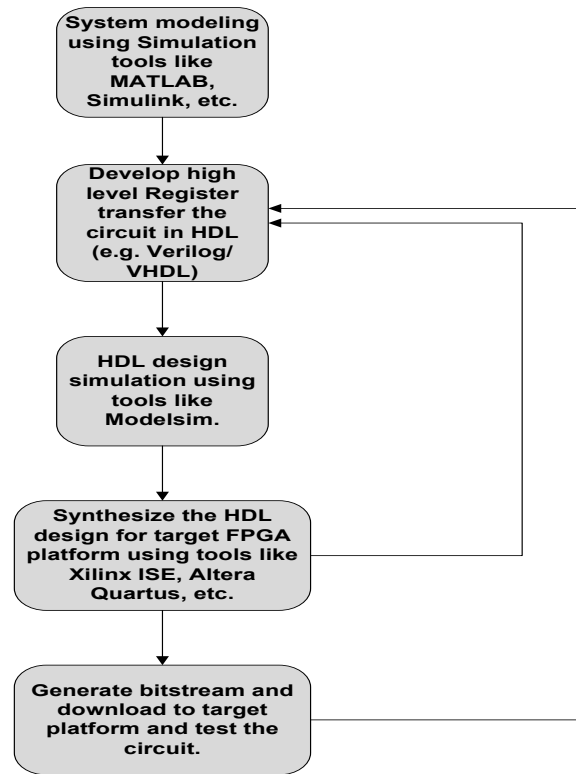 System modeling
using Simulation
tools like
MATLAB,
Simulink, etc.
Develop high
level Register
transfer the
circuit in HDL
(e.g. Verilog/
VHDL)
HDL design
simulation using
tools like
Modelsim.
Synthesize the HDL
design for target FPGA
platform using tools like
Xilinx ISE, Altera
Quartus, etc.
Generate bitstream and
download to target
platform and test the
circuit.